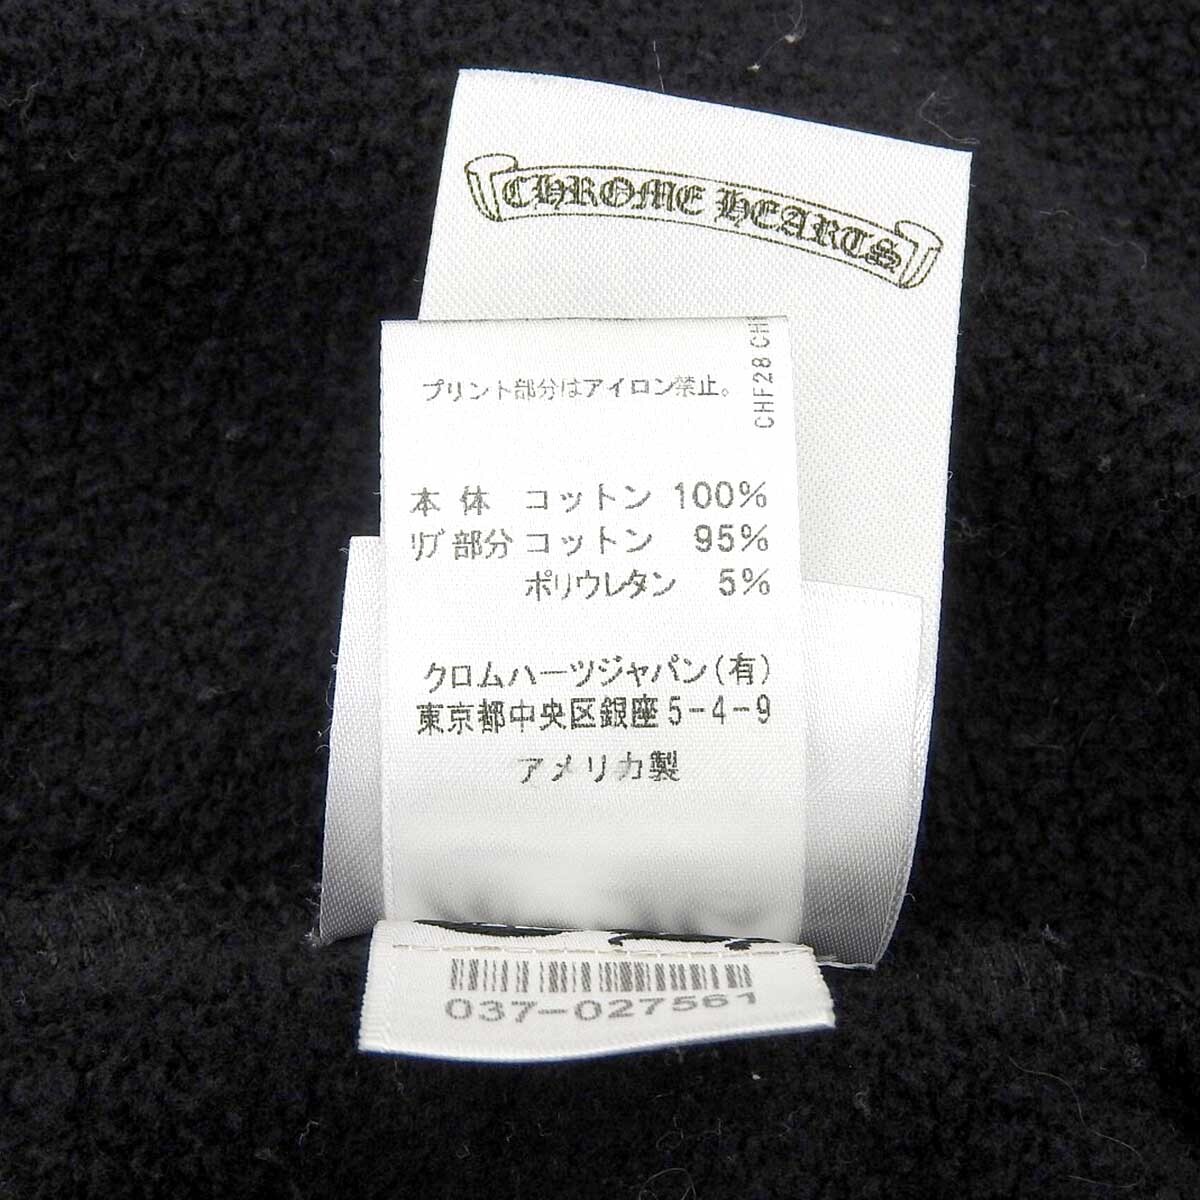 CHROME HEARTS
CHF28 CH
プリント部分はアイロン禁止。
本体 コットン 100%
リブ部分 コットン 95%
ポリウレタン 5%
クロムハーツジャパン(有)
東京都中央区銀座5-4-9
アメリカ製
037-027561